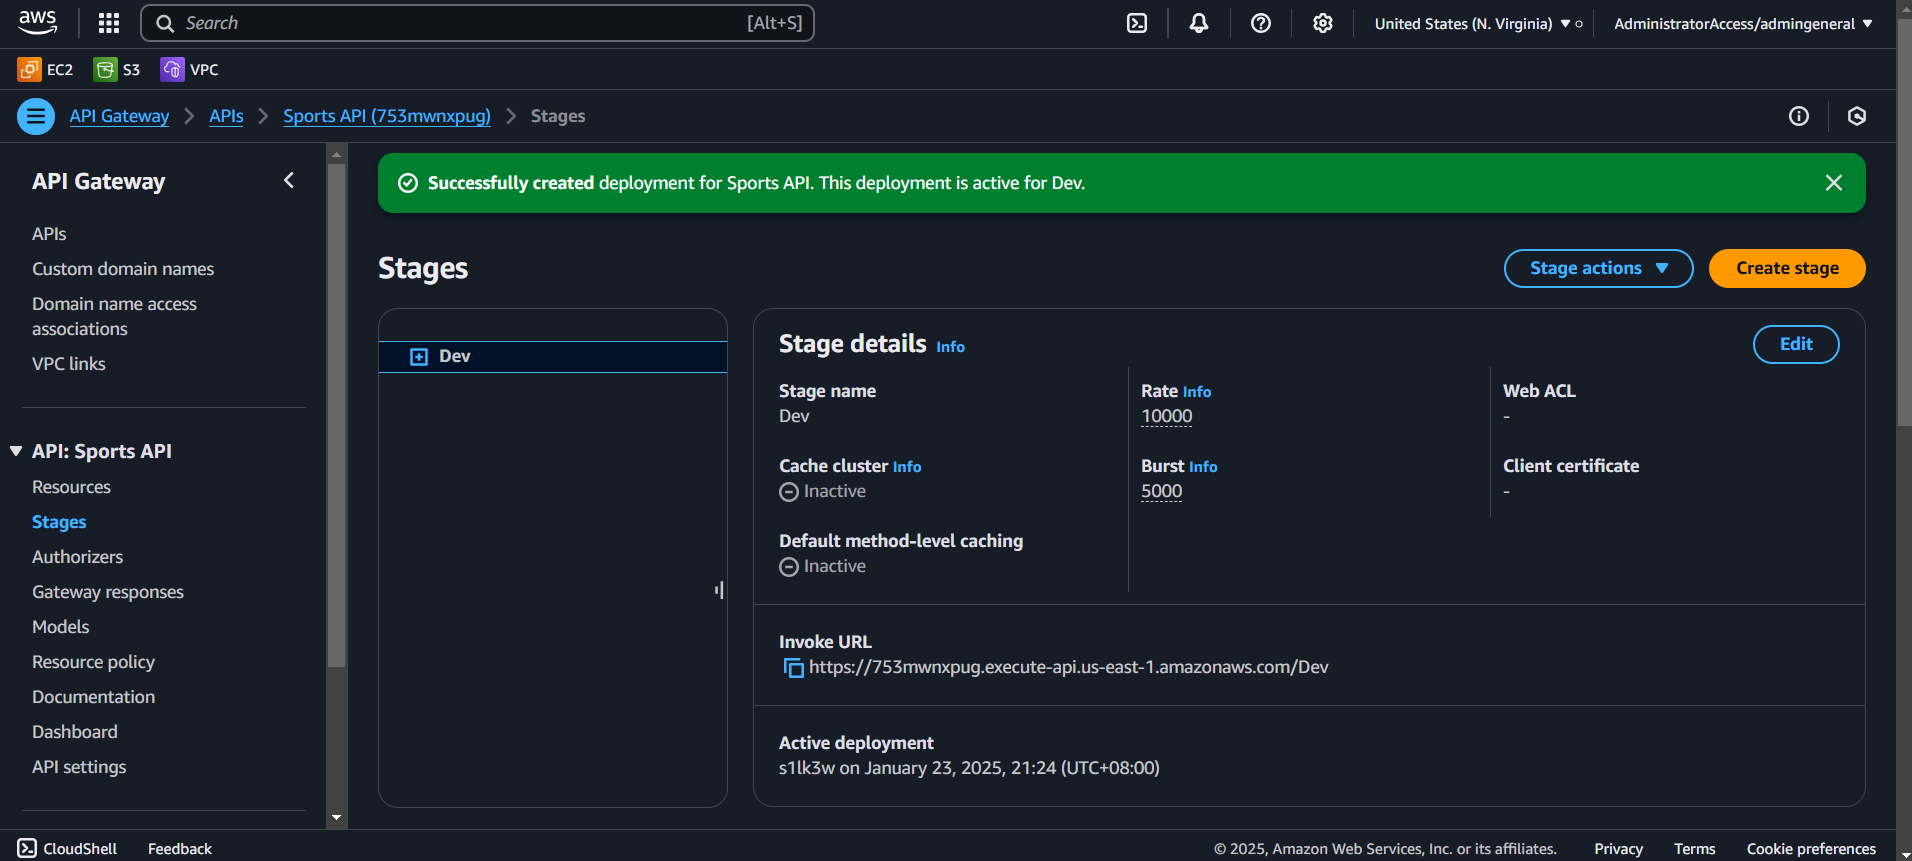 aws
Search [Alt+S]
United States (N. Virginia)
AdministratorAccess/admingeneral
EC2 S3 VPC
API Gateway APIs Sports API (753mwnxpug) Stages
API Gateway
APIs
Custom domain names
Domain name access
associations
VPC links
API: Sports API
Resources
Stages
Authorizers
Gateway responses
Models
Resource policy
Documentation
Dashboard
API settings
Successfully created deployment for Sports API. This deployment is active for Dev.
Stages
Stage actions
Create stage
Dev
Stage details Info
Edit
Stage name
Dev
Rate Info
10000
Web ACL
-
Cache cluster Info
Inactive
Burst Info
5000
Client certificate
-
Default method-level caching
Inactive
Invoke URL
https://753mwnxpug.execute-api.us-east-1.amazonaws.com/Dev
Active deployment
s1lk3w on January 23, 2025, 21:24 (UTC+08:00)
CloudShell Feedback
© 2025, Amazon Web Services, Inc. or its affiliates. Privacy Terms Cookie preferences